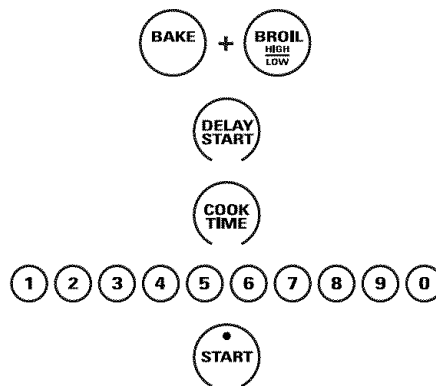 BAKE + BROIL
HIGH
LOW
DELAY
START
COOK
TIME
1 2 3 4 5 6 7 8 9 0
START